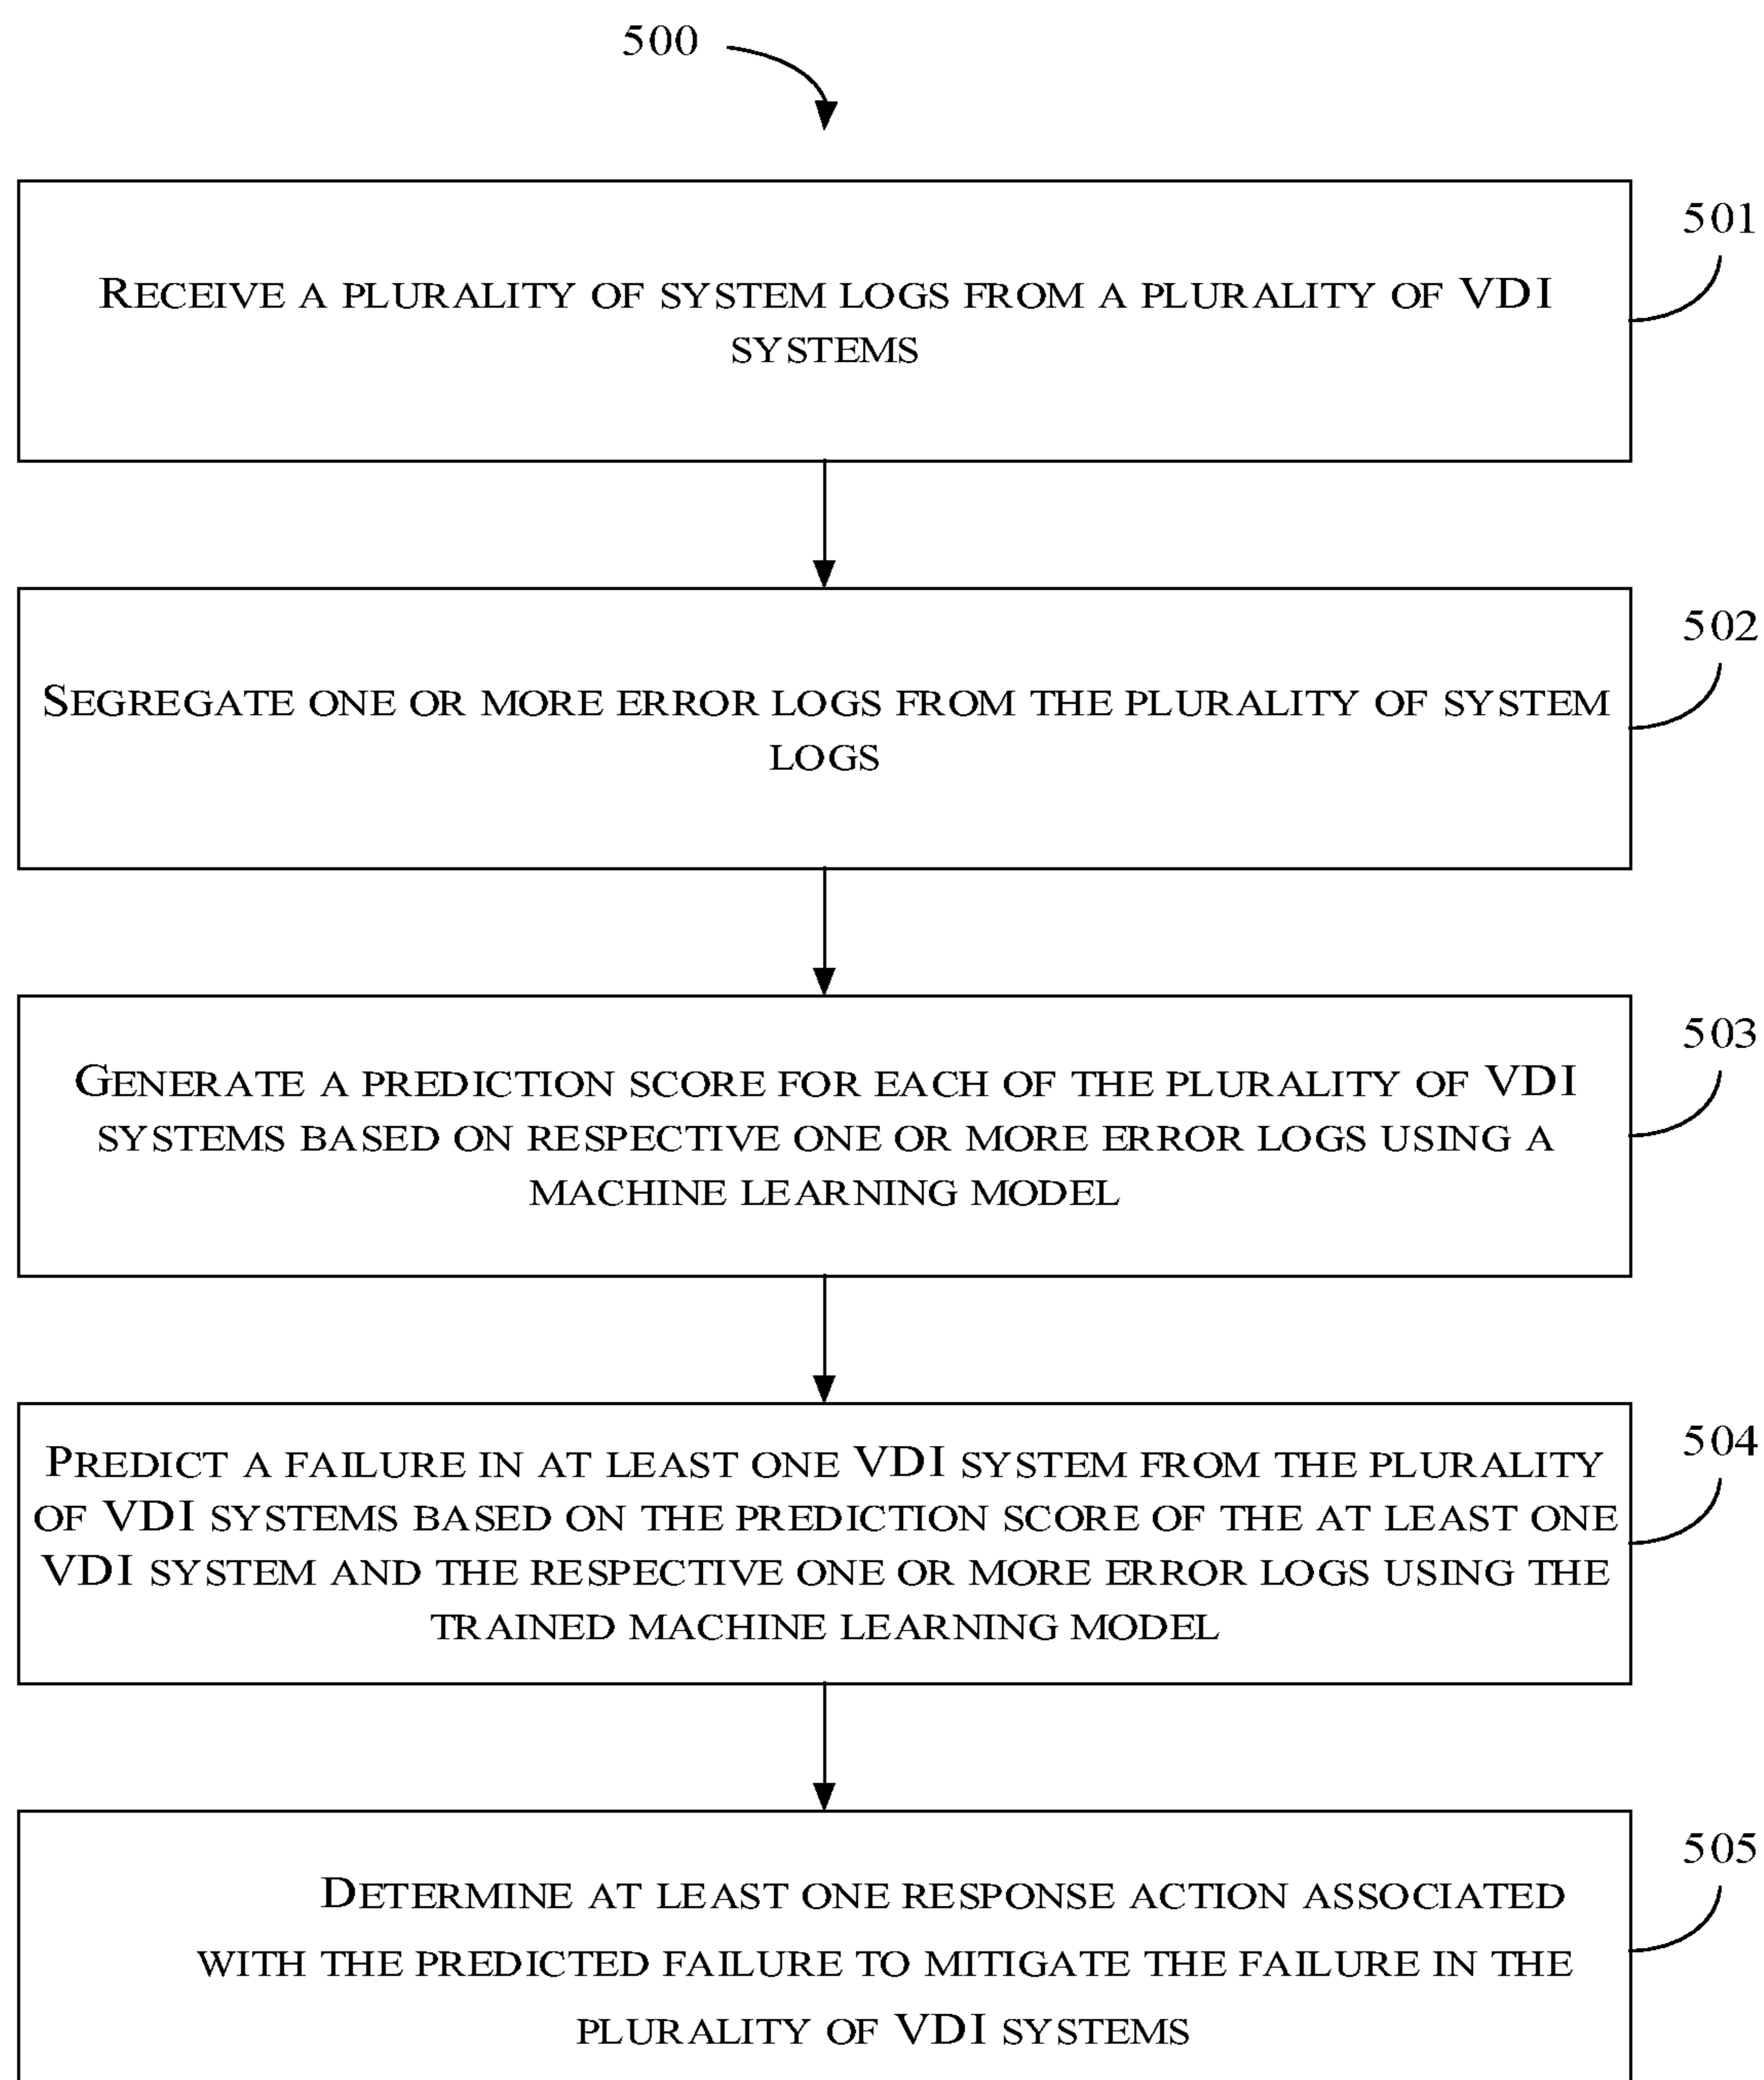 500
501
RECEIVE A PLURALITY OF SYSTEM LOGS FROM A PLURALITY OF VDI
SYSTEMS
502
SEGREGATE ONE OR MORE ERROR LOGS FROM THE PLURALITY OF SYSTEM
LOGS
503
GENERATE A PREDICTION SCORE FOR EACH OF THE PLURALITY OF VDI
SYSTEMS BASED ON RESPECTIVE ONE OR MORE ERROR LOGS USING A
MACHINE LEARNING MODEL
504
PREDICT A FAILURE IN AT LEAST ONE VDI SYSTEM FROM THE PLURALITY
OF VDI SYSTEMS BASED ON THE PREDICTION SCORE OF THE AT LEAST ONE
VDI SYSTEM AND THE RESPECTIVE ONE OR MORE ERROR LOGS USING THE
TRAINED MACHINE LEARNING MODEL
505
DETERMINE AT LEAST ONE RESPONSE ACTION ASSOCIATED
WITH THE PREDICTED FAILURE TO MITIGATE THE FAILURE IN THE
PLURALITY OF VDI SYSTEMS